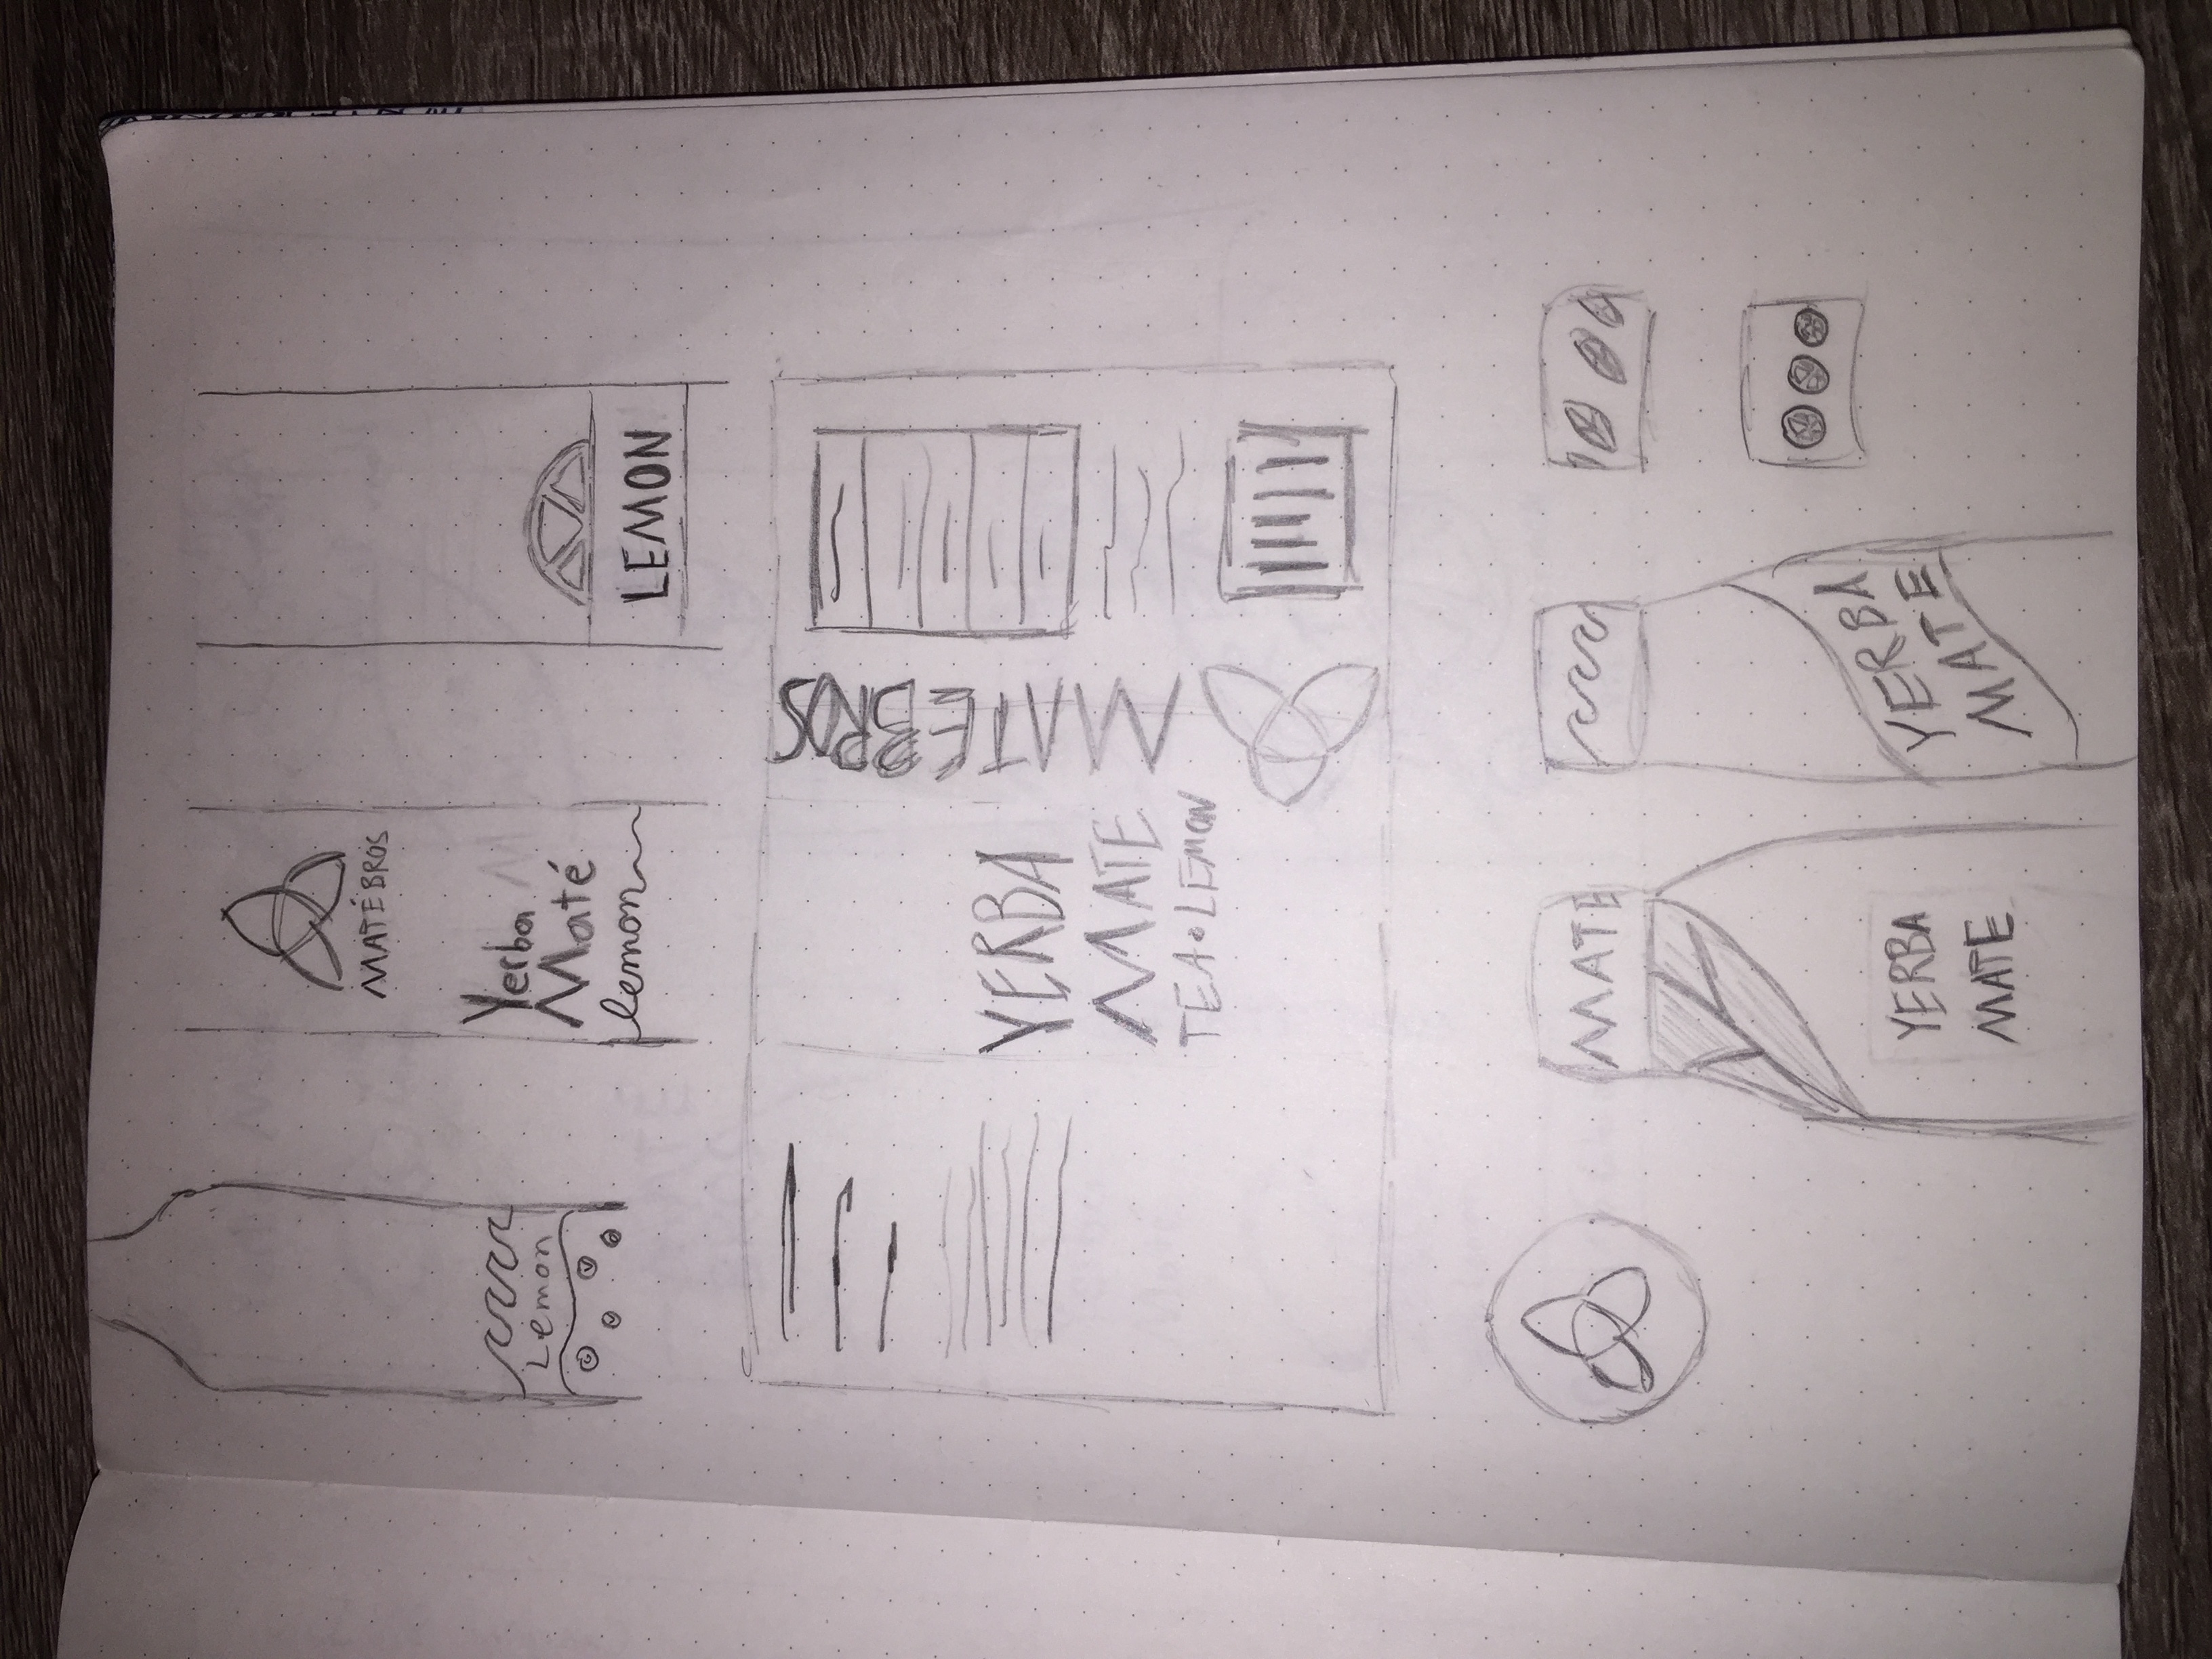 Lemon
MATÉ BROS
Yerba
Maté
lemon
LEMON
YERBA
MATE
TEA • LEMON
MATE BROS
MATE
YERBA
MATE
YERBA
MATE